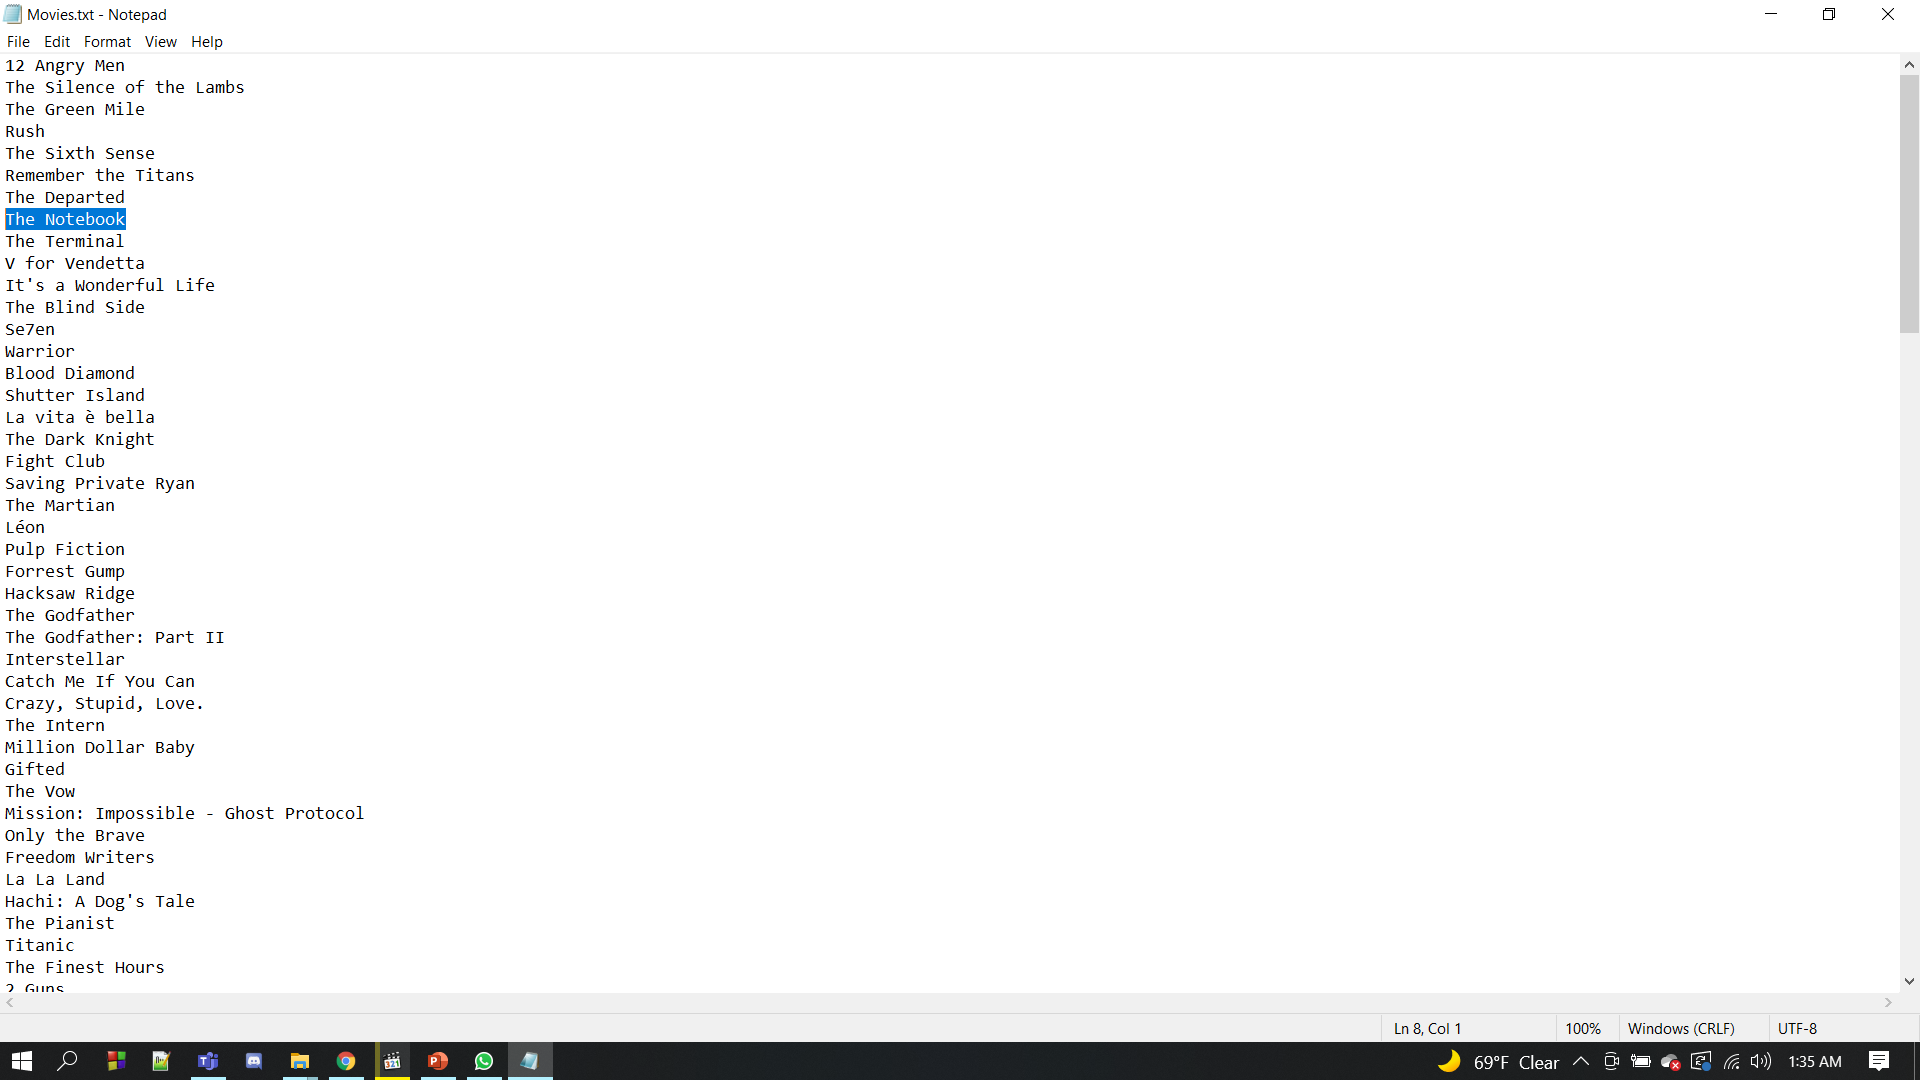 Movies.txt - Notepad
File Edit Format View Help
12 Angry Men
The Silence of the Lambs
The Green Mile
Rush
The Sixth Sense
Remember the Titans
The Departed
The Notebook
The Terminal
V for Vendetta
It's a Wonderful Life
The Blind Side
Se7en
Warrior
Blood Diamond
Shutter Island
La vita è bella
The Dark Knight
Fight Club
Saving Private Ryan
The Martian
Léon
Pulp Fiction
Forrest Gump
Hacksaw Ridge
The Godfather
The Godfather: Part II
Interstellar
Catch Me If You Can
Crazy, Stupid, Love.
The Intern
Million Dollar Baby
Gifted
The Vow
Mission: Impossible - Ghost Protocol
Only the Brave
Freedom Writers
La La Land
Hachi: A Dog's Tale
The Pianist
Titanic
The Finest Hours
2 Guns
Ln 8, Col 1 100% Windows (CRLF) UTF-8
69°F Clear 1:35 AM